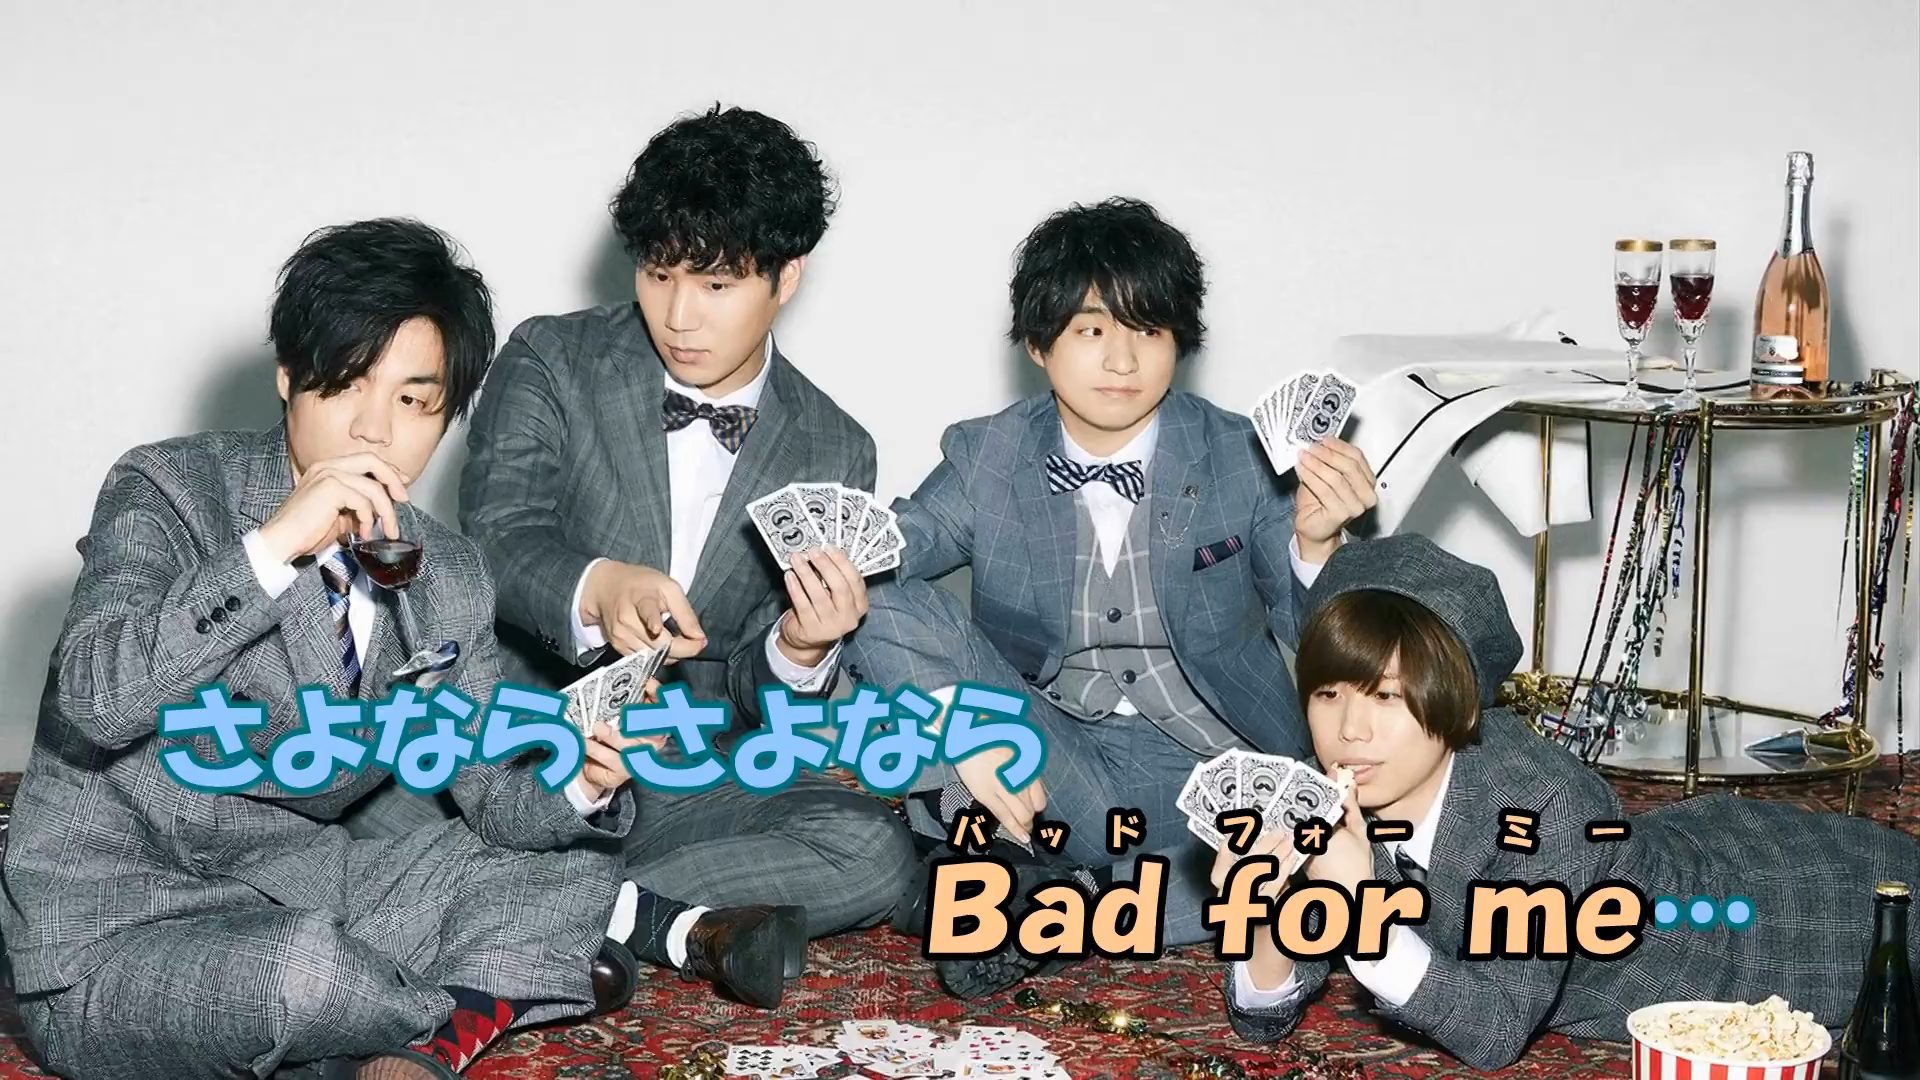 さよなら さよなら
バッド フォー ミー
Bad for me…